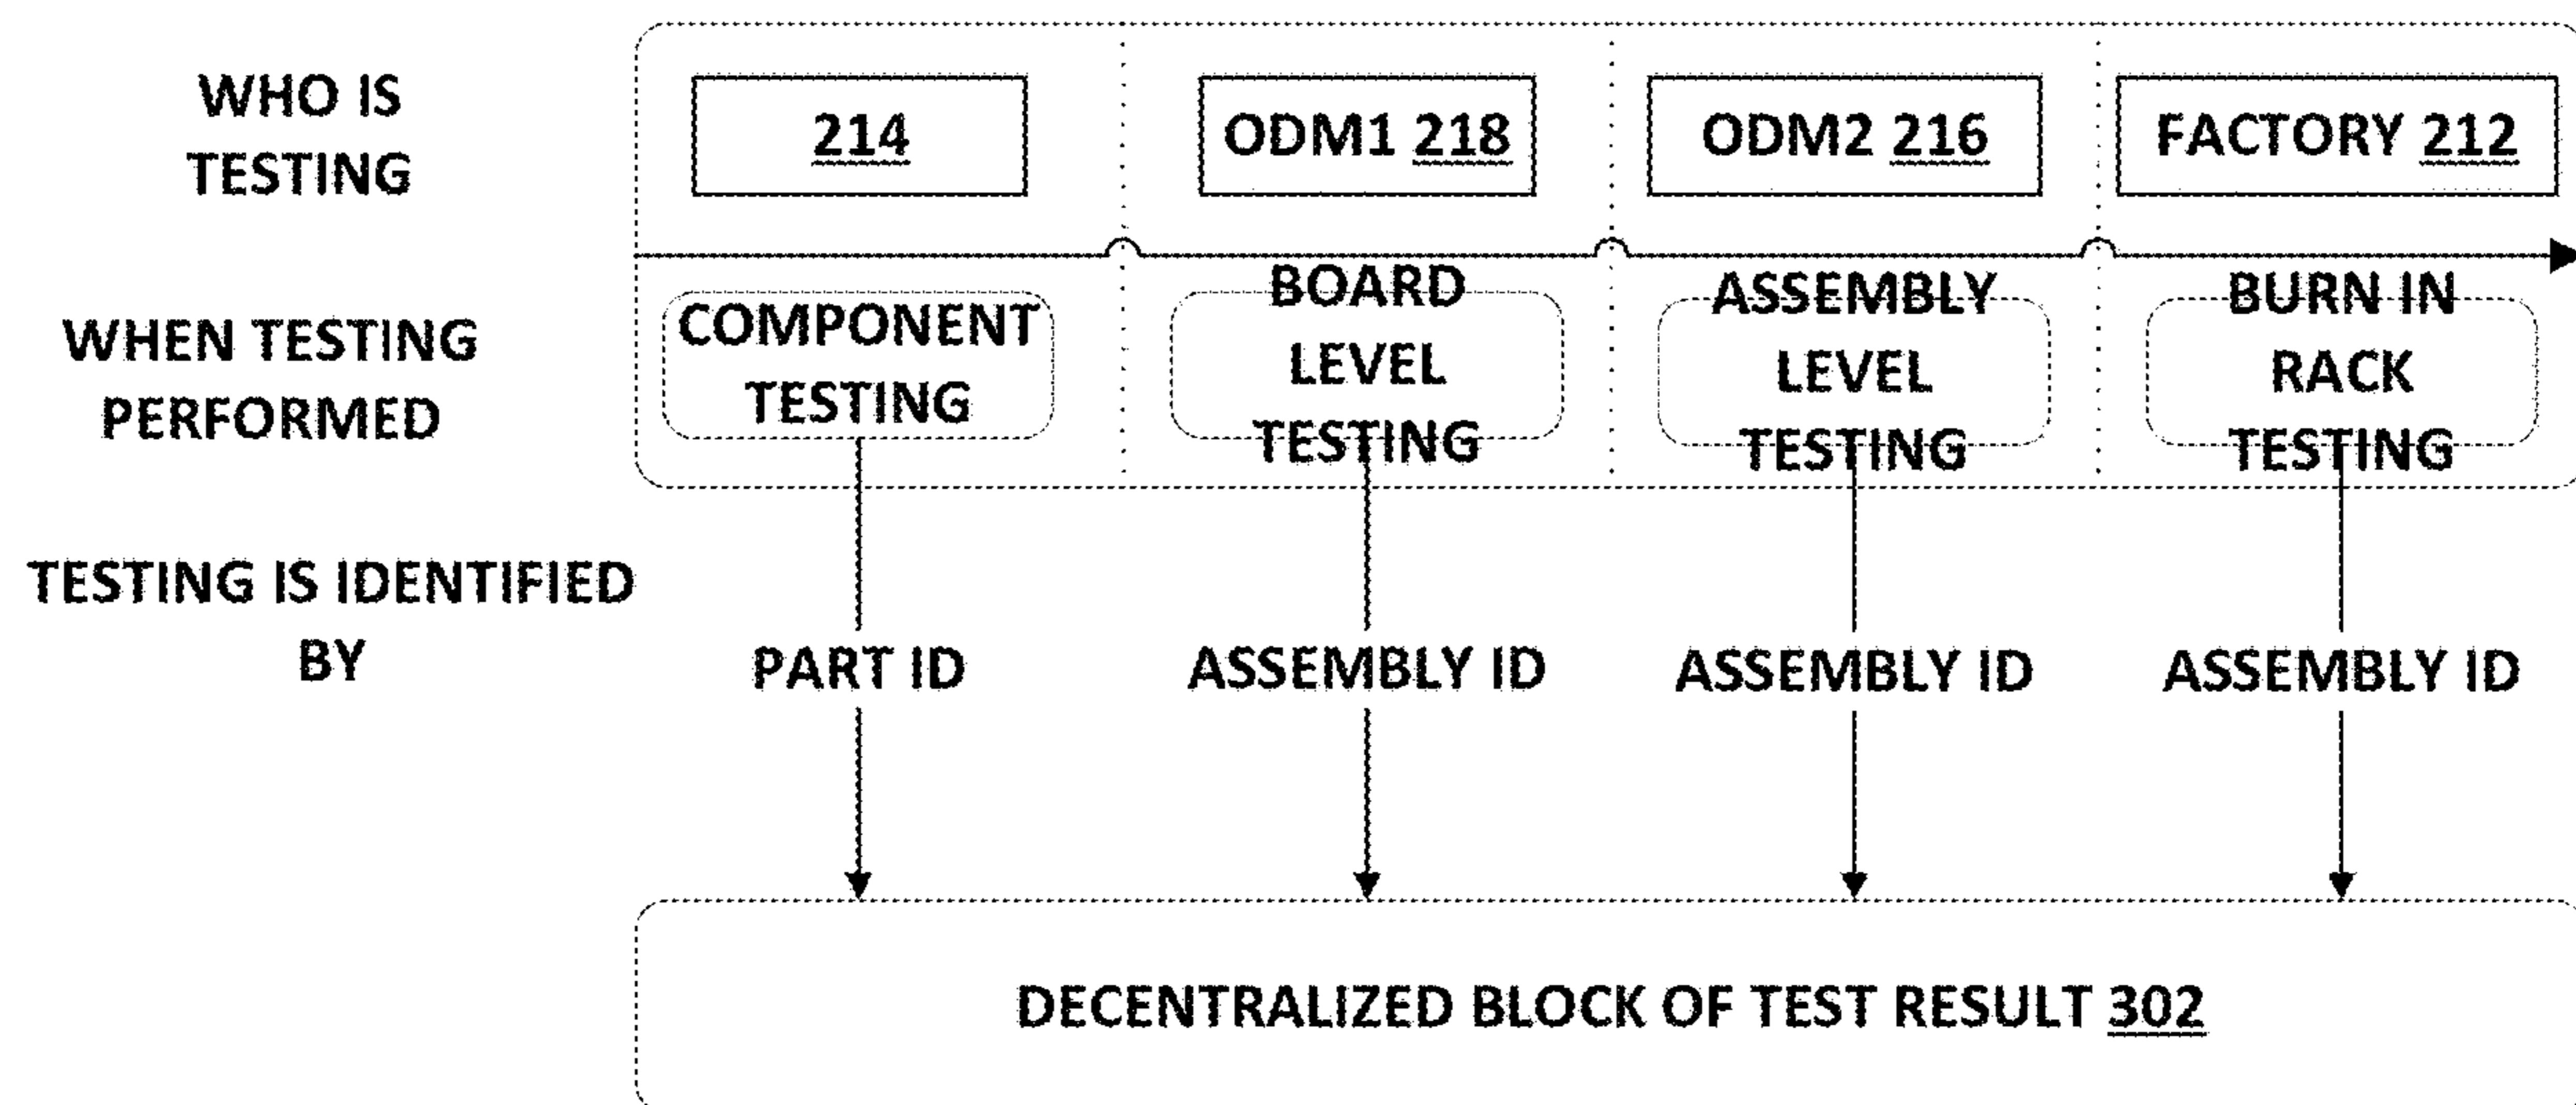 WHO IS
TESTING
214
ODM1 218
ODM2 216
FACTORY 212
WHEN TESTING
PERFORMED
COMPONENT
TESTING
BOARD
LEVEL
TESTING
ASSEMBLY
LEVEL
TESTING
BURN IN
RACK
TESTING
TESTING IS IDENTIFIED
BY
PART ID
ASSEMBLY ID
ASSEMBLY ID
ASSEMBLY ID
DECENTRALIZED BLOCK OF TEST RESULT 302